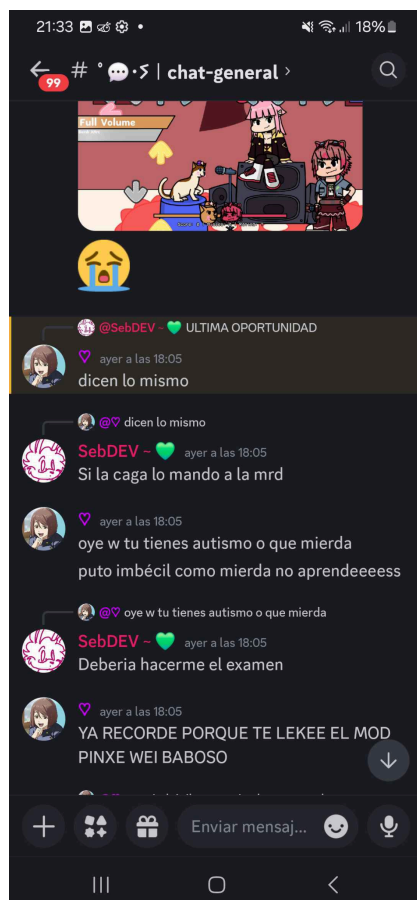 21:33 18%
99 # ° 💬·⚡ | chat-general >
Full Volume
@SebDEV ~ 💚 ULTIMA OPORTUNIDAD
♡ ayer a las 18:05
dicen lo mismo
@♡ dicen lo mismo
SebDEV ~ 💚 ayer a las 18:05
Si la caga lo mando a la mrd
♡ ayer a las 18:05
oye w tu tienes autismo o que mierda
puto imbécil como mierda no aprendeeeess
@♡ oye w tu tienes autismo o que mierda
SebDEV ~ 💚 ayer a las 18:05
Deberia hacerme el examen
♡ ayer a las 18:05
YA RECORDE PORQUE TE LEKEE EL MOD
PINXE WEI BABOSO
Enviar mensaj...